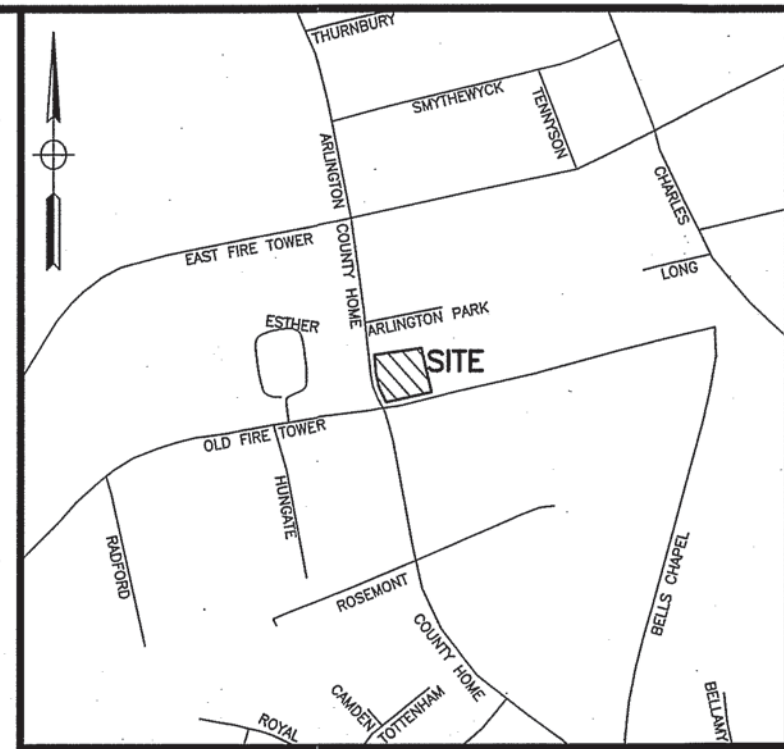 THURNBURY
SMYTHEWYCK
TENNYSON
ARLINGTON
CHARLES
EAST FIRE TOWER
COUNTY HOME
LONG
ESTHER
ARLINGTON PARK
SITE
OLD FIRE TOWER
HUNGATE
RADFORD
ROSEMONT
BELLS CHAPEL
COUNTY HOME
CAMDEN
TOTTENHAM
ROYAL
BELLAMY